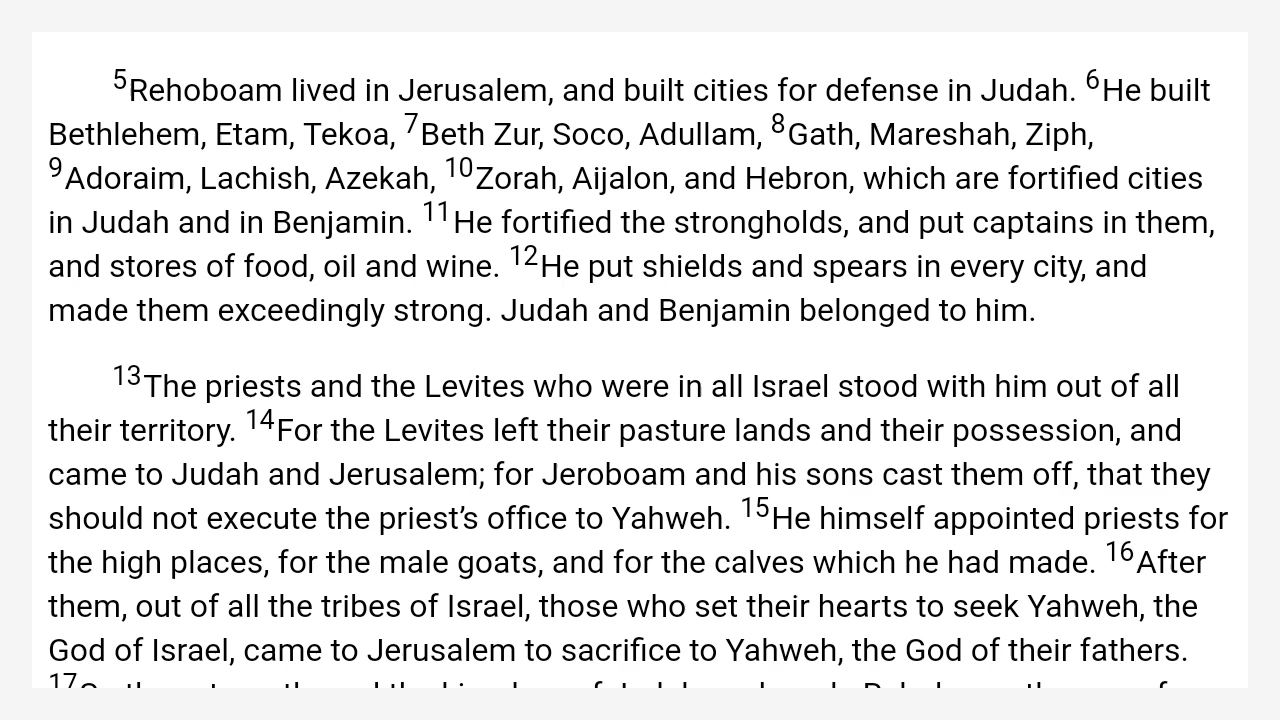 5Rehoboam lived in Jerusalem, and built cities for defense in Judah. 6He built
Bethlehem, Etam, Tekoa, 7Beth Zur, Soco, Adullam, 8Gath, Mareshah, Ziph,
9Adoraim, Lachish, Azekah, 10Zorah, Aijalon, and Hebron, which are fortified cities
in Judah and in Benjamin. 11He fortified the strongholds, and put captains in them,
and stores of food, oil and wine. 12He put shields and spears in every city, and
made them exceedingly strong. Judah and Benjamin belonged to him.
13The priests and the Levites who were in all Israel stood with him out of all
their territory. 14For the Levites left their pasture lands and their possession, and
came to Judah and Jerusalem; for Jeroboam and his sons cast them off, that they
should not execute the priest’s office to Yahweh. 15He himself appointed priests for
the high places, for the male goats, and for the calves which he had made. 16After
them, out of all the tribes of Israel, those who set their hearts to seek Yahweh, the
God of Israel, came to Jerusalem to sacrifice to Yahweh, the God of their fathers.
17